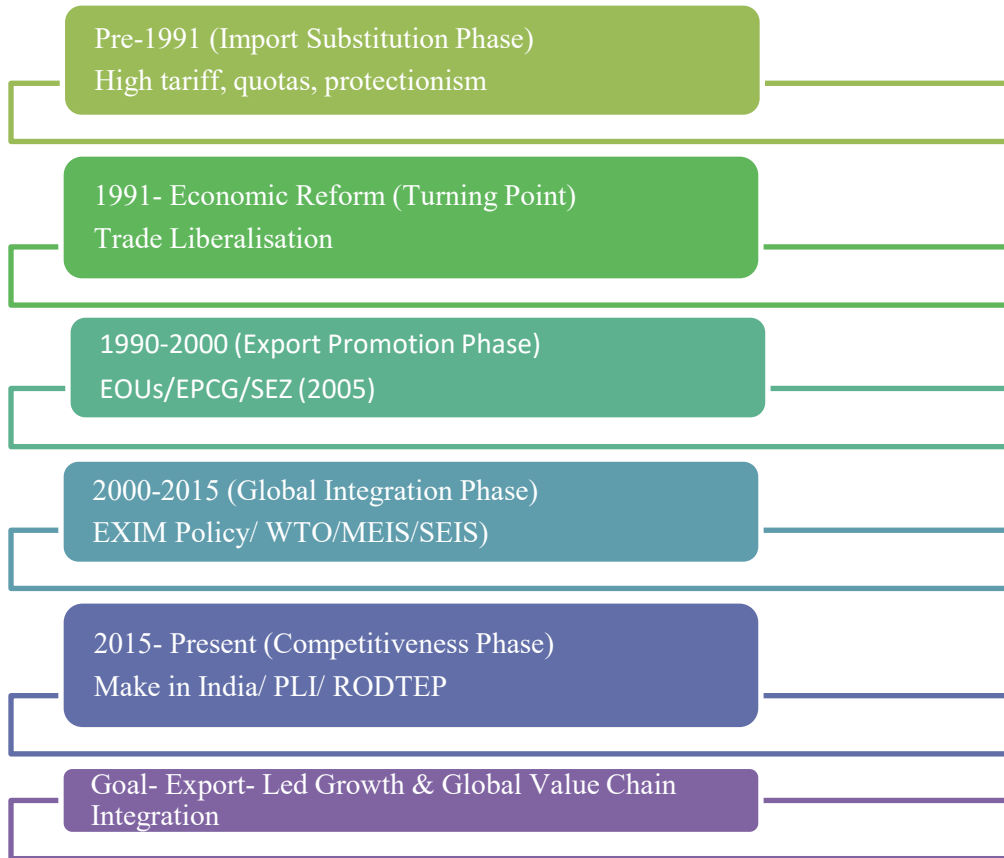 Pre-1991 (Import Substitution Phase)
High tariff, quotas, protectionism
1991- Economic Reform (Turning Point)
Trade Liberalisation
1990-2000 (Export Promotion Phase)
EOUs/EPCG/SEZ (2005)
2000-2015 (Global Integration Phase)
EXIM Policy/ WTO/MEIS/SEIS)
2015- Present (Competitiveness Phase)
Make in India/ PLI/ RODTEP
Goal- Export- Led Growth & Global Value Chain
Integration